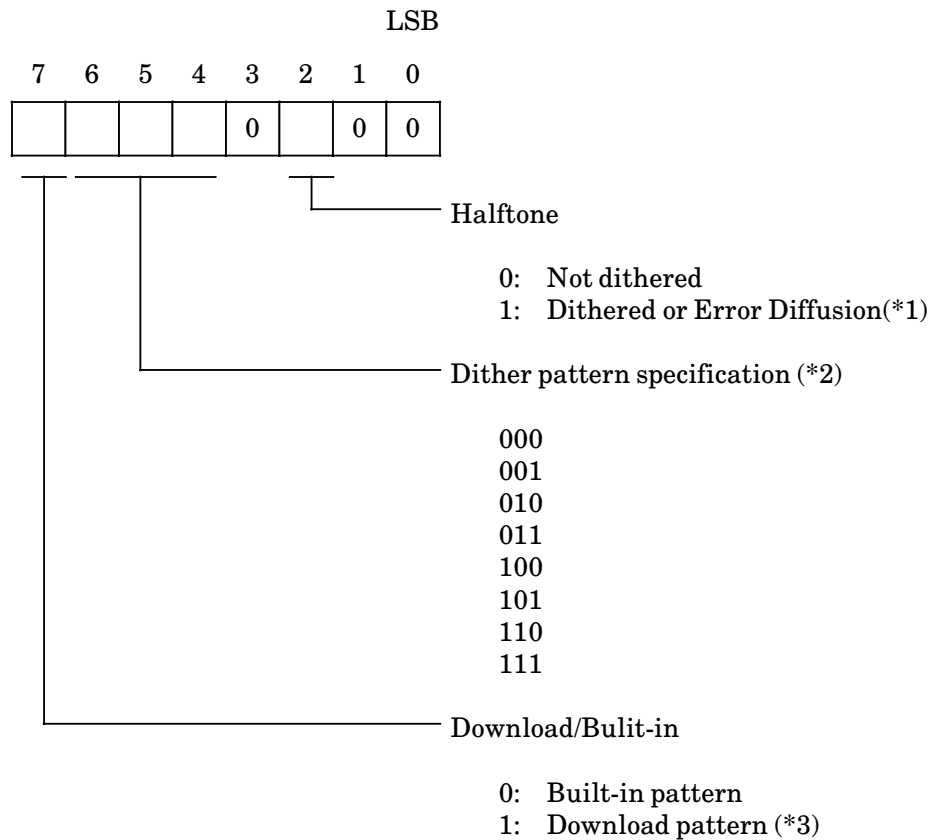 LSB
7 6 5 4 3 2 1 0
0 0 0
Halftone
0: Not dithered
1: Dithered or Error Diffusion(*1)
Dither pattern specification (*2)
000
001
010
011
100
101
110
111
Download/Bulit-in
0: Built-in pattern
1: Download pattern (*3)